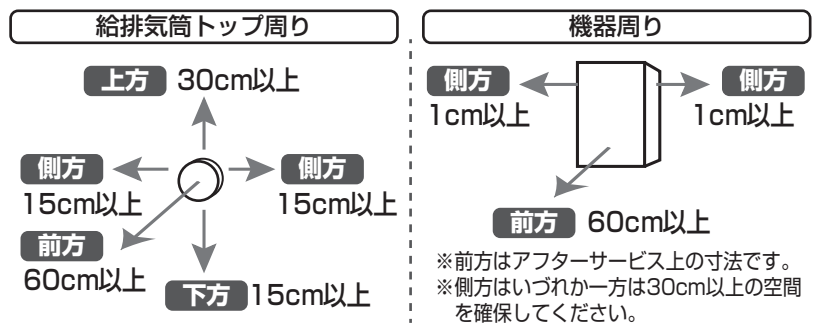 給排気筒トップ周り
上方 30cm以上
側方
15cm以上
側方
15cm以上
前方
60cm以上
下方 15cm以上
機器周り
側方
1cm以上
側方
1cm以上
前方 60cm以上
※前方はアフターサービス上の寸法です。
※側方はいづれか一方は30cm以上の空間
を確保してください。